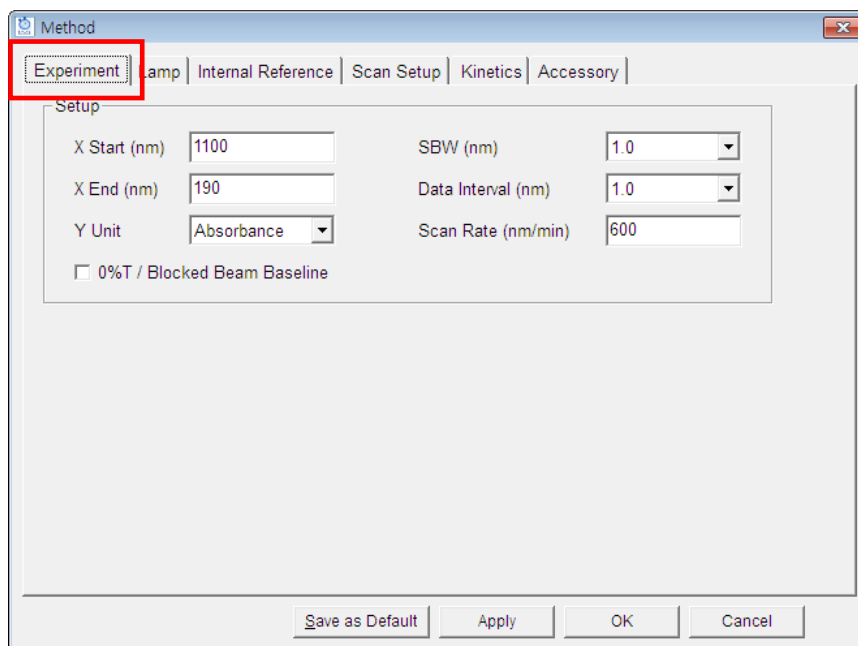 Method
Experiment Lamp Internal Reference Scan Setup Kinetics Accessory
Setup
X Start (nm) 1100 SBW (nm) 1.0
X End (nm) 190 Data Interval (nm) 1.0
Y Unit Absorbance Scan Rate (nm/min) 600
0%T / Blocked Beam Baseline
Save as Default Apply OK Cancel